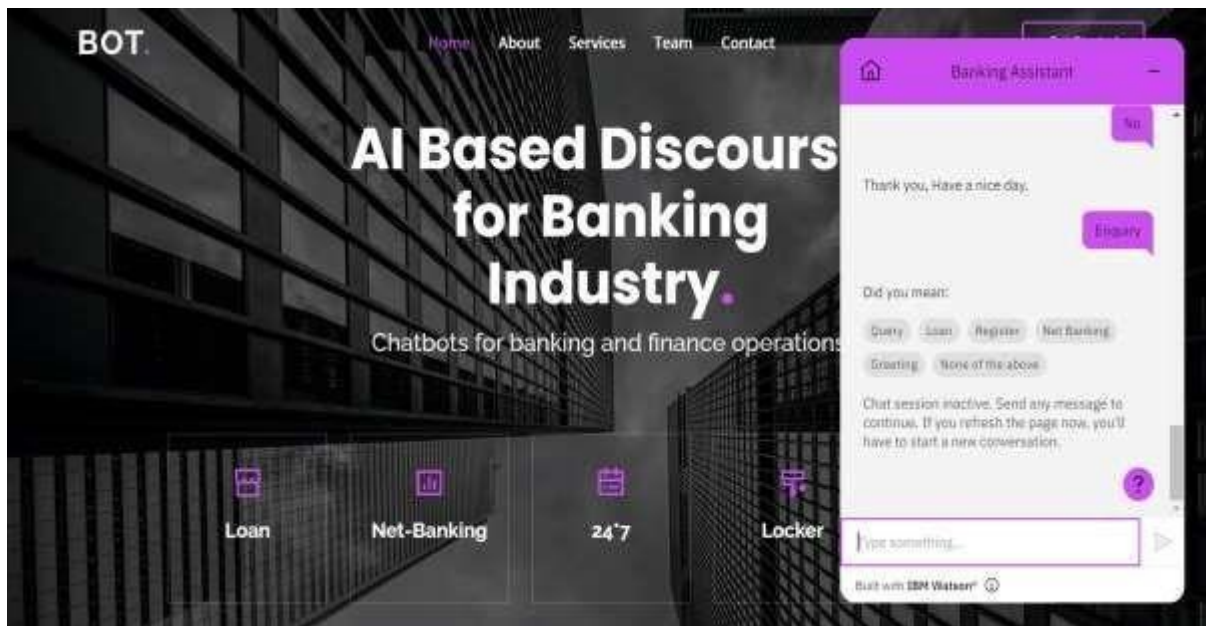 BOT.
Home About Services Team Contact
AI Based Discours
for Banking
Industry.
Chatbots for banking and finance operations
Loan
Net-Banking
24*7
Locker
Banking Assistant
No
Thank you, Have a nice day.
Enquiry
Did you mean:
Query Loan Register Net Banking
Greeting None of the above
Chat session inactive. Send any message to
continue. If you refresh the page now, you'll
have to start a new conversation.
?
Type something...
Built with IBM Watson®